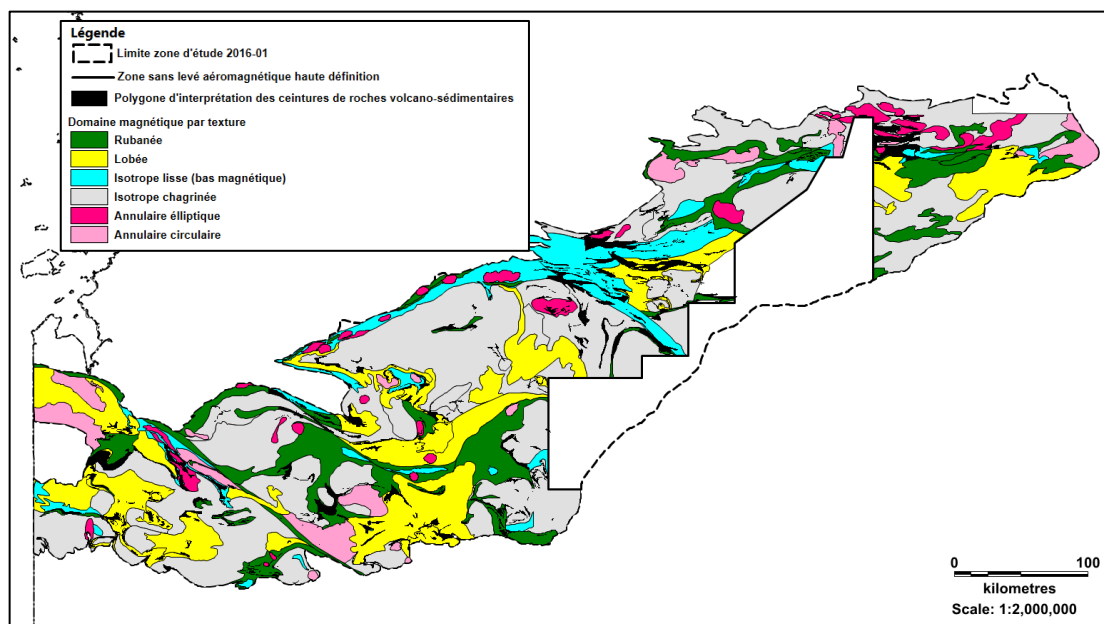 Légende
Limite zone d'étude 2016-01
Zone sans levé aéromagnétique haute définition
Polygone d'interprétation des ceintures de roches volcano-sédimentaires
Domaine magnétique par texture
Rubanée
Lobée
Isotrope lisse (bas magnétique)
Isotrope chagrinée
Annulaire élliptique
Annulaire circulaire
0 100
kilometres
Scale: 1:2,000,000